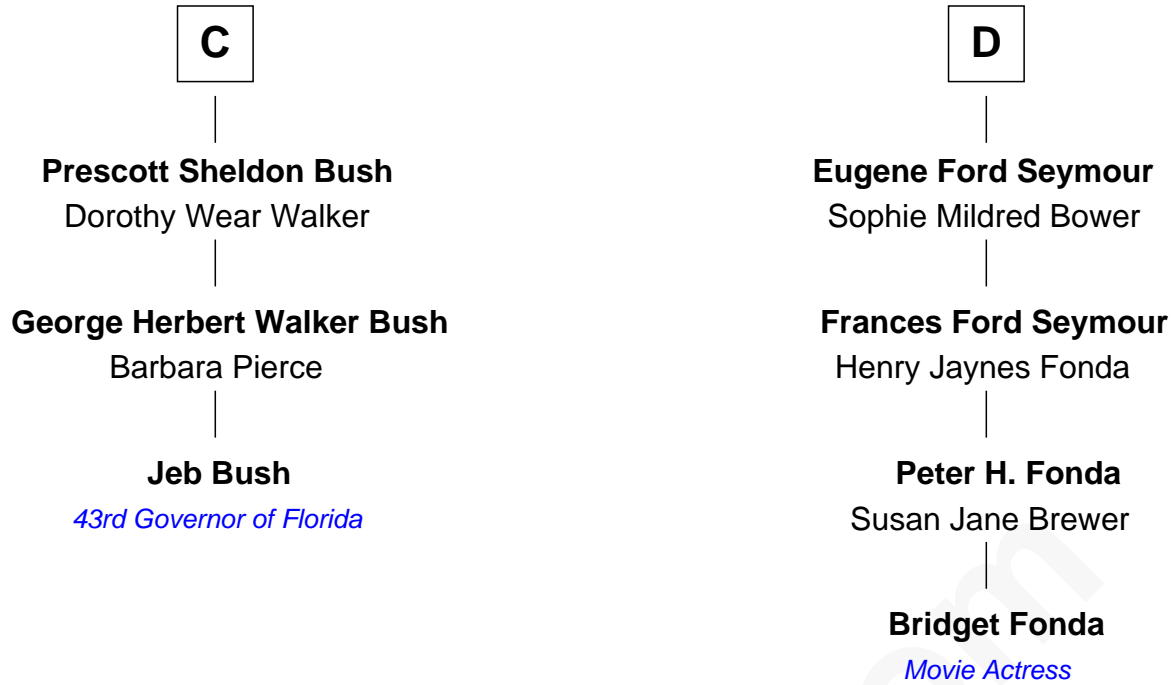 C
Prescott Sheldon Bush
Dorothy Wear Walker
George Herbert Walker Bush
Barbara Pierce
Jeb Bush
43rd Governor of Florida
D
Eugene Ford Seymour
Sophie Mildred Bower
Frances Ford Seymour
Henry Jaynes Fonda
Peter H. Fonda
Susan Jane Brewer
Bridget Fonda
Movie Actress